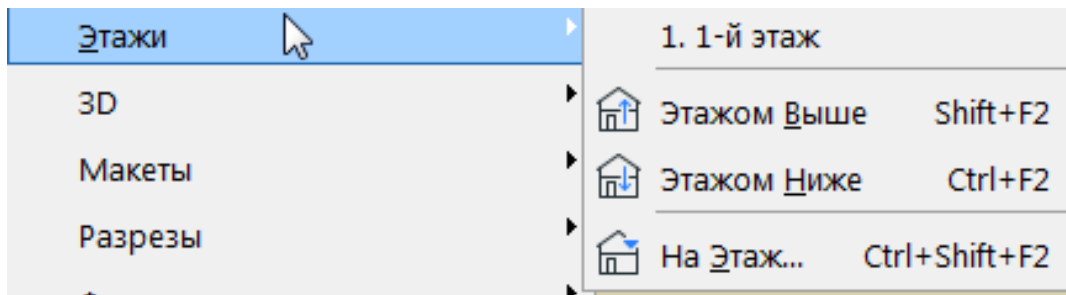 Этажи
3D
Макеты
Разрезы
1. 1-й этаж
Этажом Выше Shift+F2
Этажом Ниже Ctrl+F2
На Этаж... Ctrl+Shift+F2